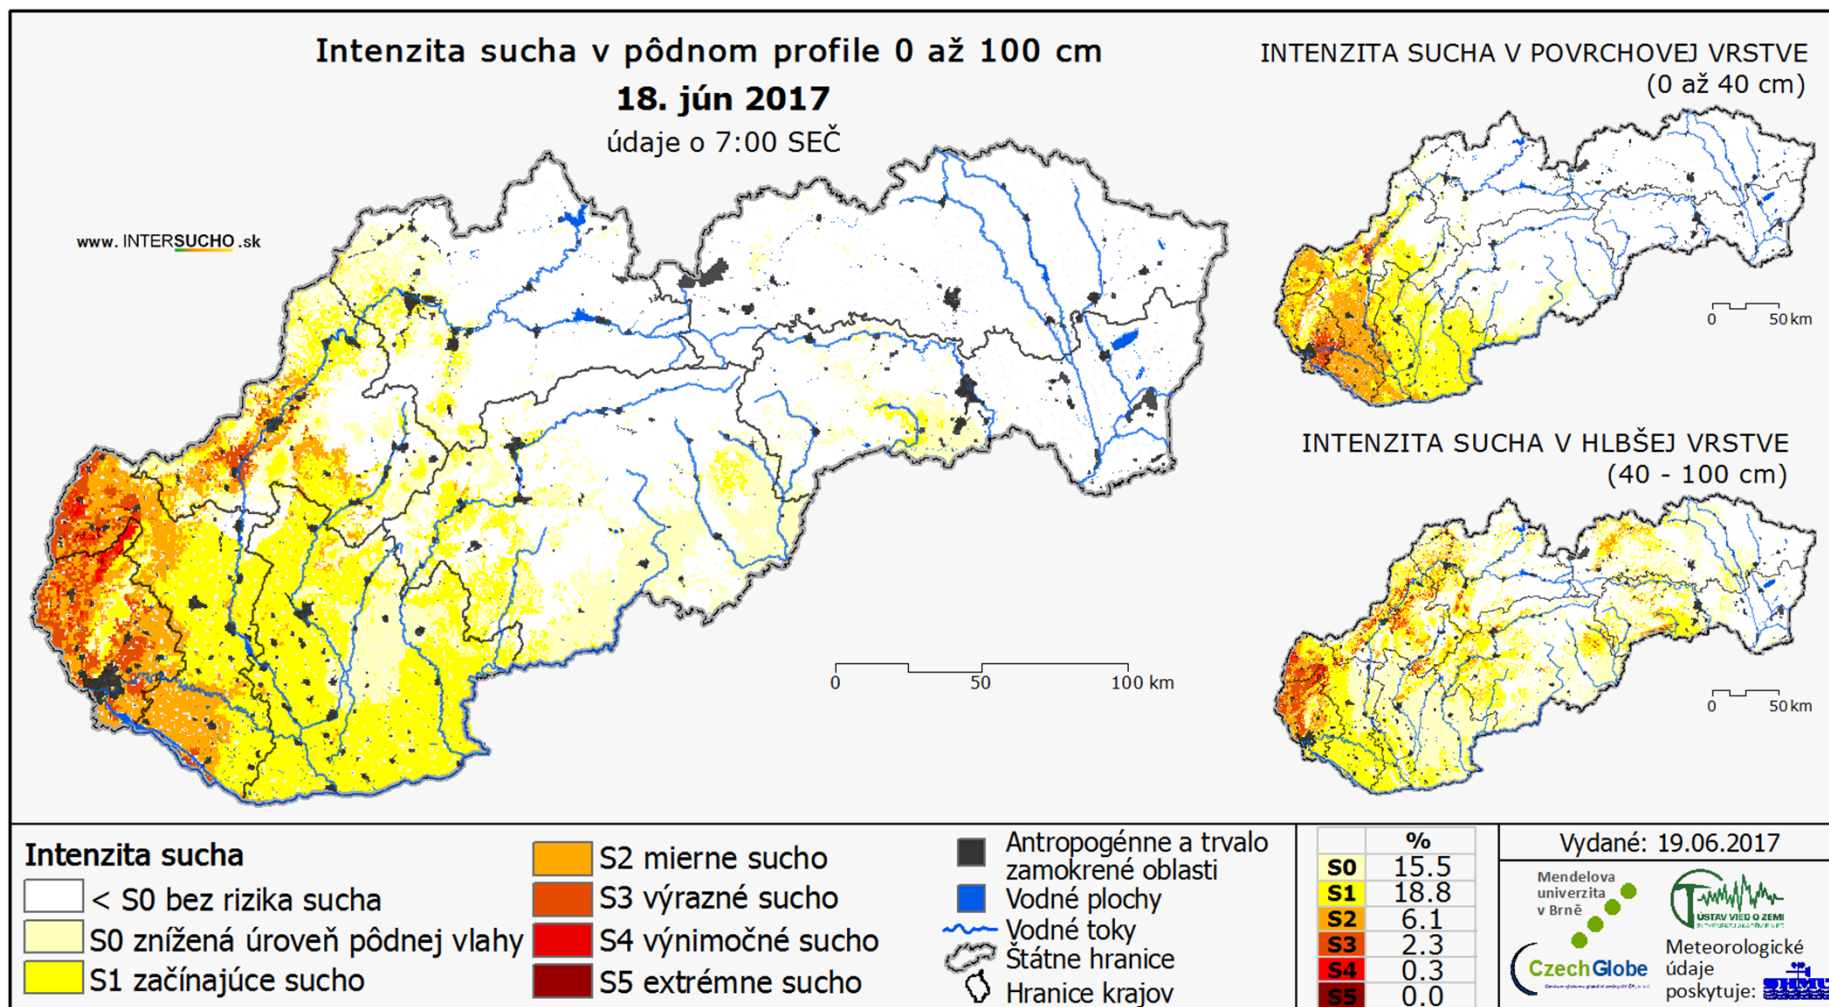 Intenzita sucha v pôdnom profile 0 až 100 cm
18. jún 2017
údaje o 7:00 SEČ
www. INTERSUCHO .sk
0 50 100 km
INTENZITA SUCHA V POVRCHOVEJ VRSTVE
(0 až 40 cm)
0 50 km
INTENZITA SUCHA V HLBŠEJ VRSTVE
(40 - 100 cm)
0 50 km
Intenzita sucha
< S0 bez rizika sucha
S0 znížená úroveň pôdnej vlahy
S1 začínajúce sucho
S2 mierne sucho
S3 výrazné sucho
S4 výnimočné sucho
S5 extrémne sucho
Antropogénne a trvalo
zamokrené oblasti
Vodné plochy
Vodné toky
Štátne hranice
Hranice krajov
%
S0 15.5
S1 18.8
S2 6.1
S3 2.3
S4 0.3
S5 0.0
Vydané: 19.06.2017
Mendelova
univerzita
v Brně
ÚSTAV VIED O ZEMI
CzechGlobe
Meteorologické
údaje
poskytuje:
SHMÚ